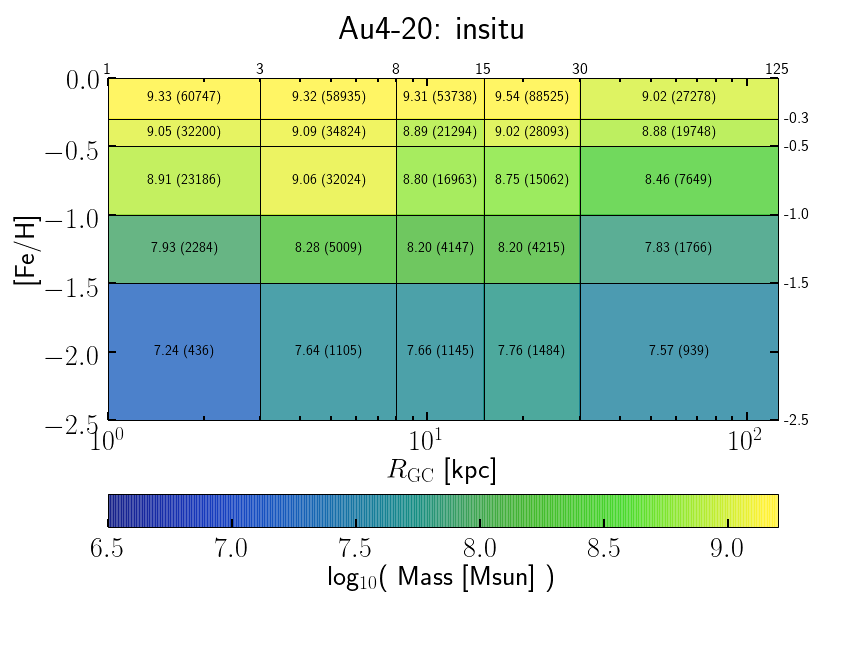 Au4-20: insitu
1 3 8 15 30 125
0.0
9.33 (60747) 9.32 (58935) 9.31 (53738) 9.54 (88525) 9.02 (27278)
-0.3
9.05 (32200) 9.09 (34824) 8.89 (21294) 9.02 (28093) 8.88 (19748)
−0.5 -0.5
8.91 (23186) 9.06 (32024) 8.80 (16963) 8.75 (15062) 8.46 (7649)
−1.0 -1.0
[Fe/H]
7.93 (2284) 8.28 (5009) 8.20 (4147) 8.20 (4215) 7.83 (1766)
−1.5 -1.5
7.24 (436) 7.64 (1105) 7.66 (1145) 7.76 (1484) 7.57 (939)
−2.0
−2.5 -2.5
10⁰ 10¹ 10²
R_GC [kpc]
6.5 7.0 7.5 8.0 8.5 9.0
log₁₀( Mass [Msun] )